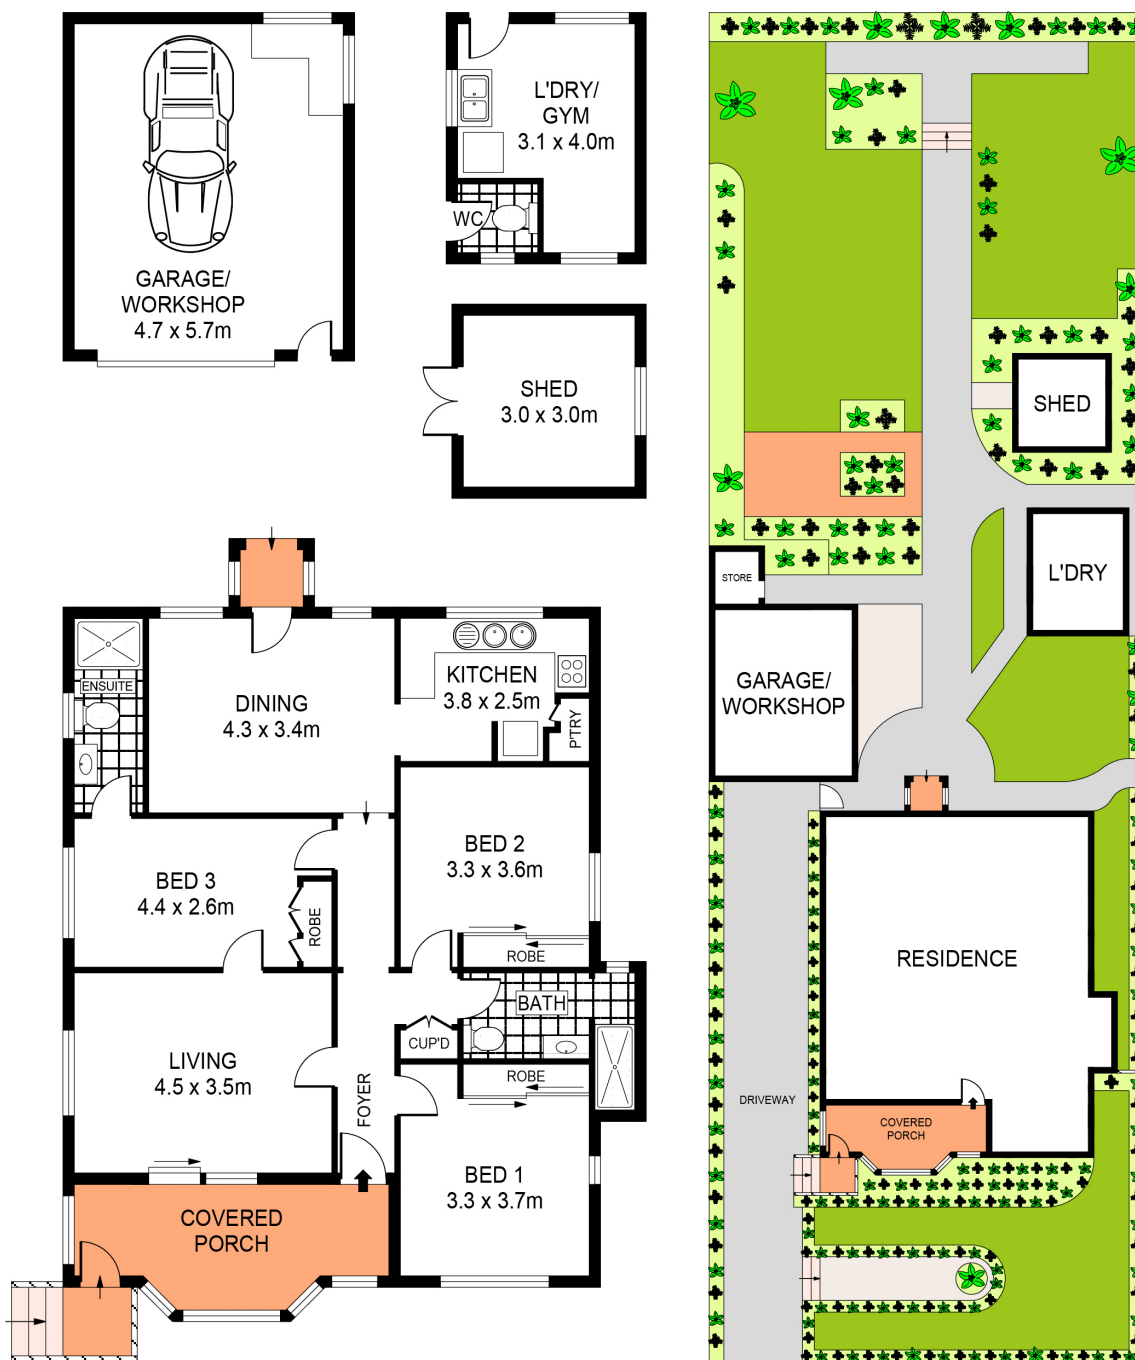 GARAGE/
WORKSHOP
4.7 x 5.7m
L'DRY/
GYM
3.1 x 4.0m
WC
SHED
3.0 x 3.0m
ENSUITE
DINING
4.3 x 3.4m
KITCHEN
3.8 x 2.5m
P'TRY
BED 3
4.4 x 2.6m
ROBE
BED 2
3.3 x 3.6m
ROBE
BATH
CUP'D
LIVING
4.5 x 3.5m
FOYER
ROBE
BED 1
3.3 x 3.7m
COVERED
PORCH
SHED
L'DRY
STORE
GARAGE/
WORKSHOP
RESIDENCE
DRIVEWAY
COVERED
PORCH